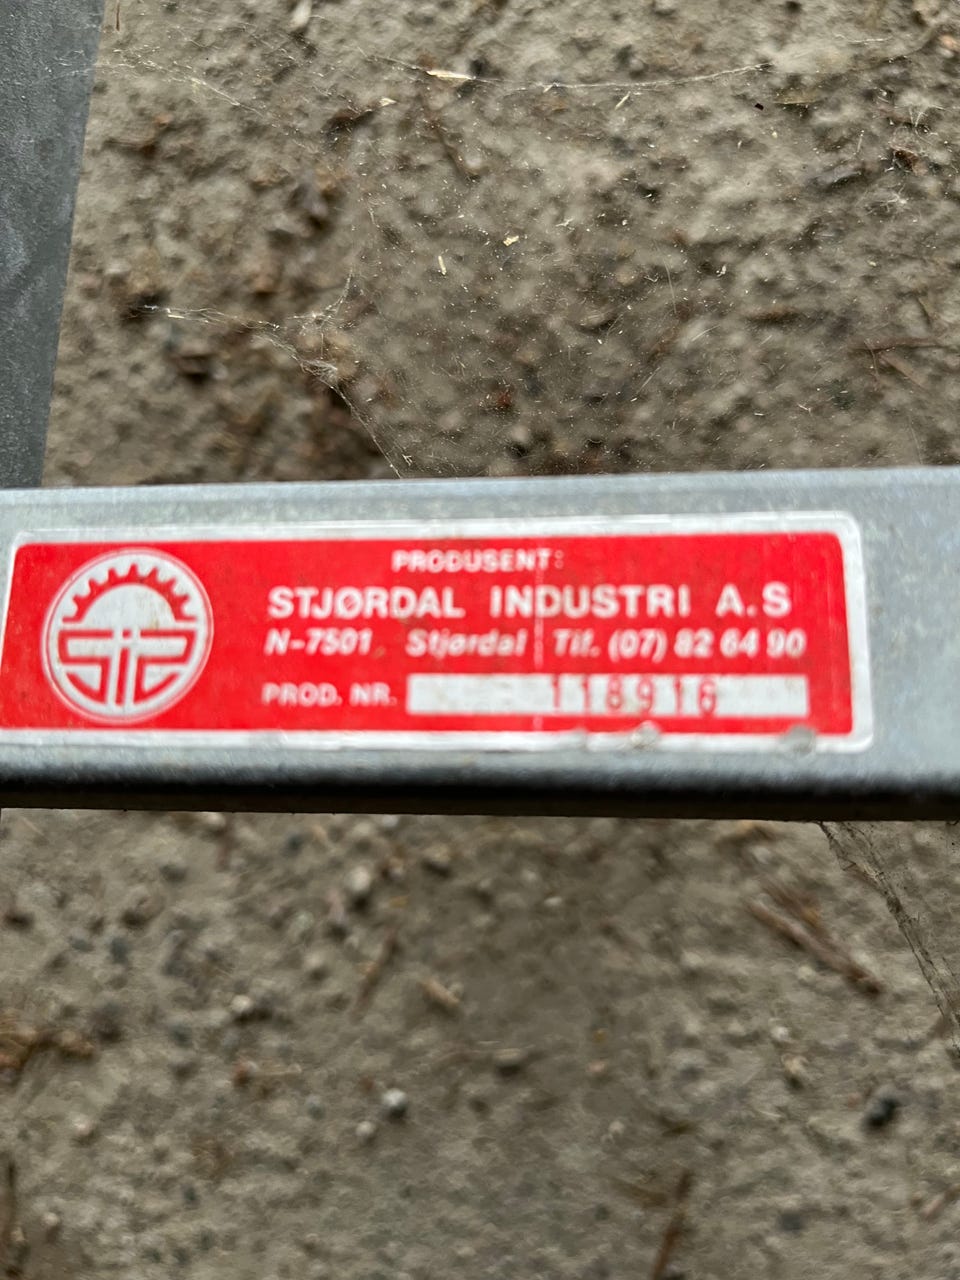 PRODUSENT:
STJØRDAL INDUSTRI A.S
N-7501 Stjørdal Tlf. (07) 82 64 90
PROD. NR. 118916